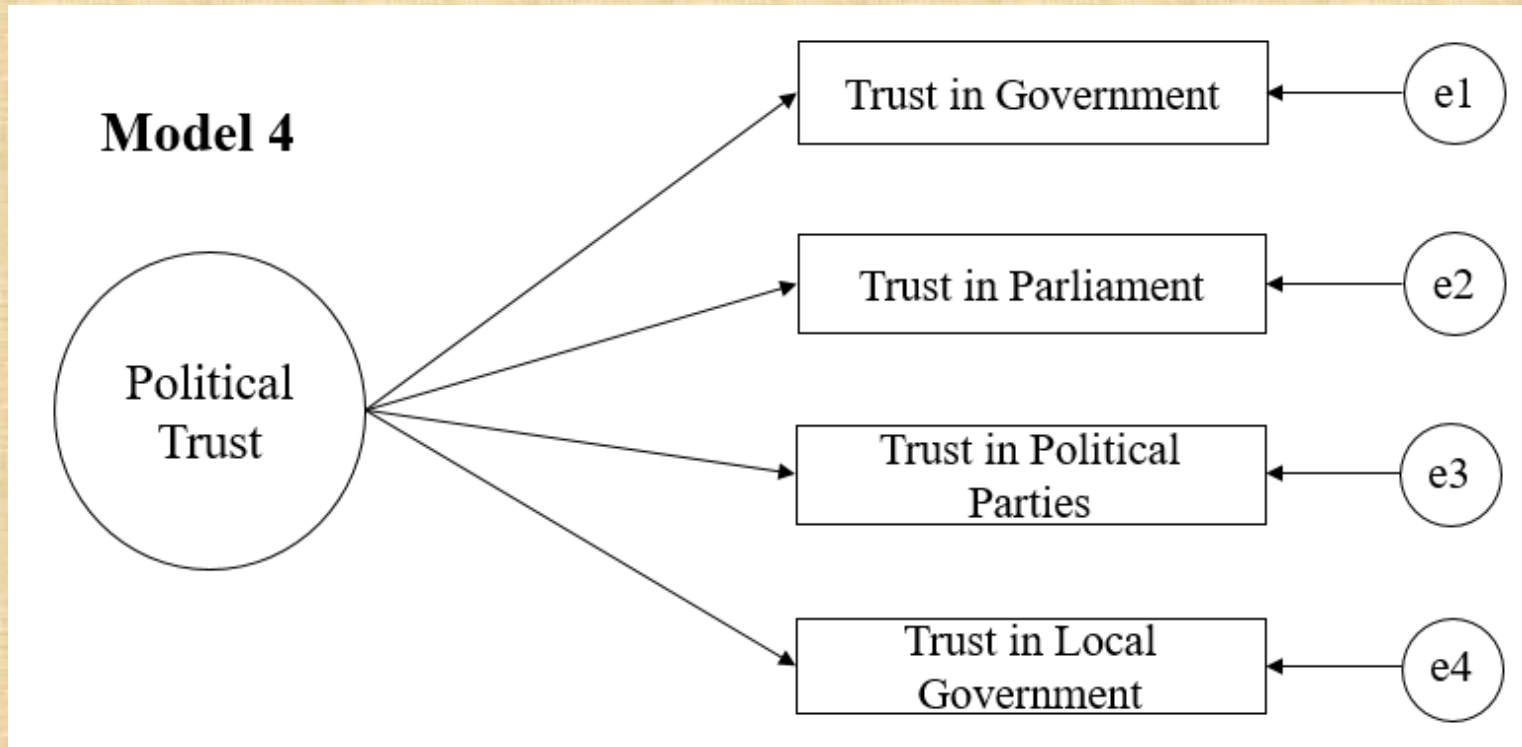 Model 4
Political
Trust
Trust in Government
e1
Trust in Parliament
e2
Trust in Political
Parties
e3
Trust in Local
Government
e4